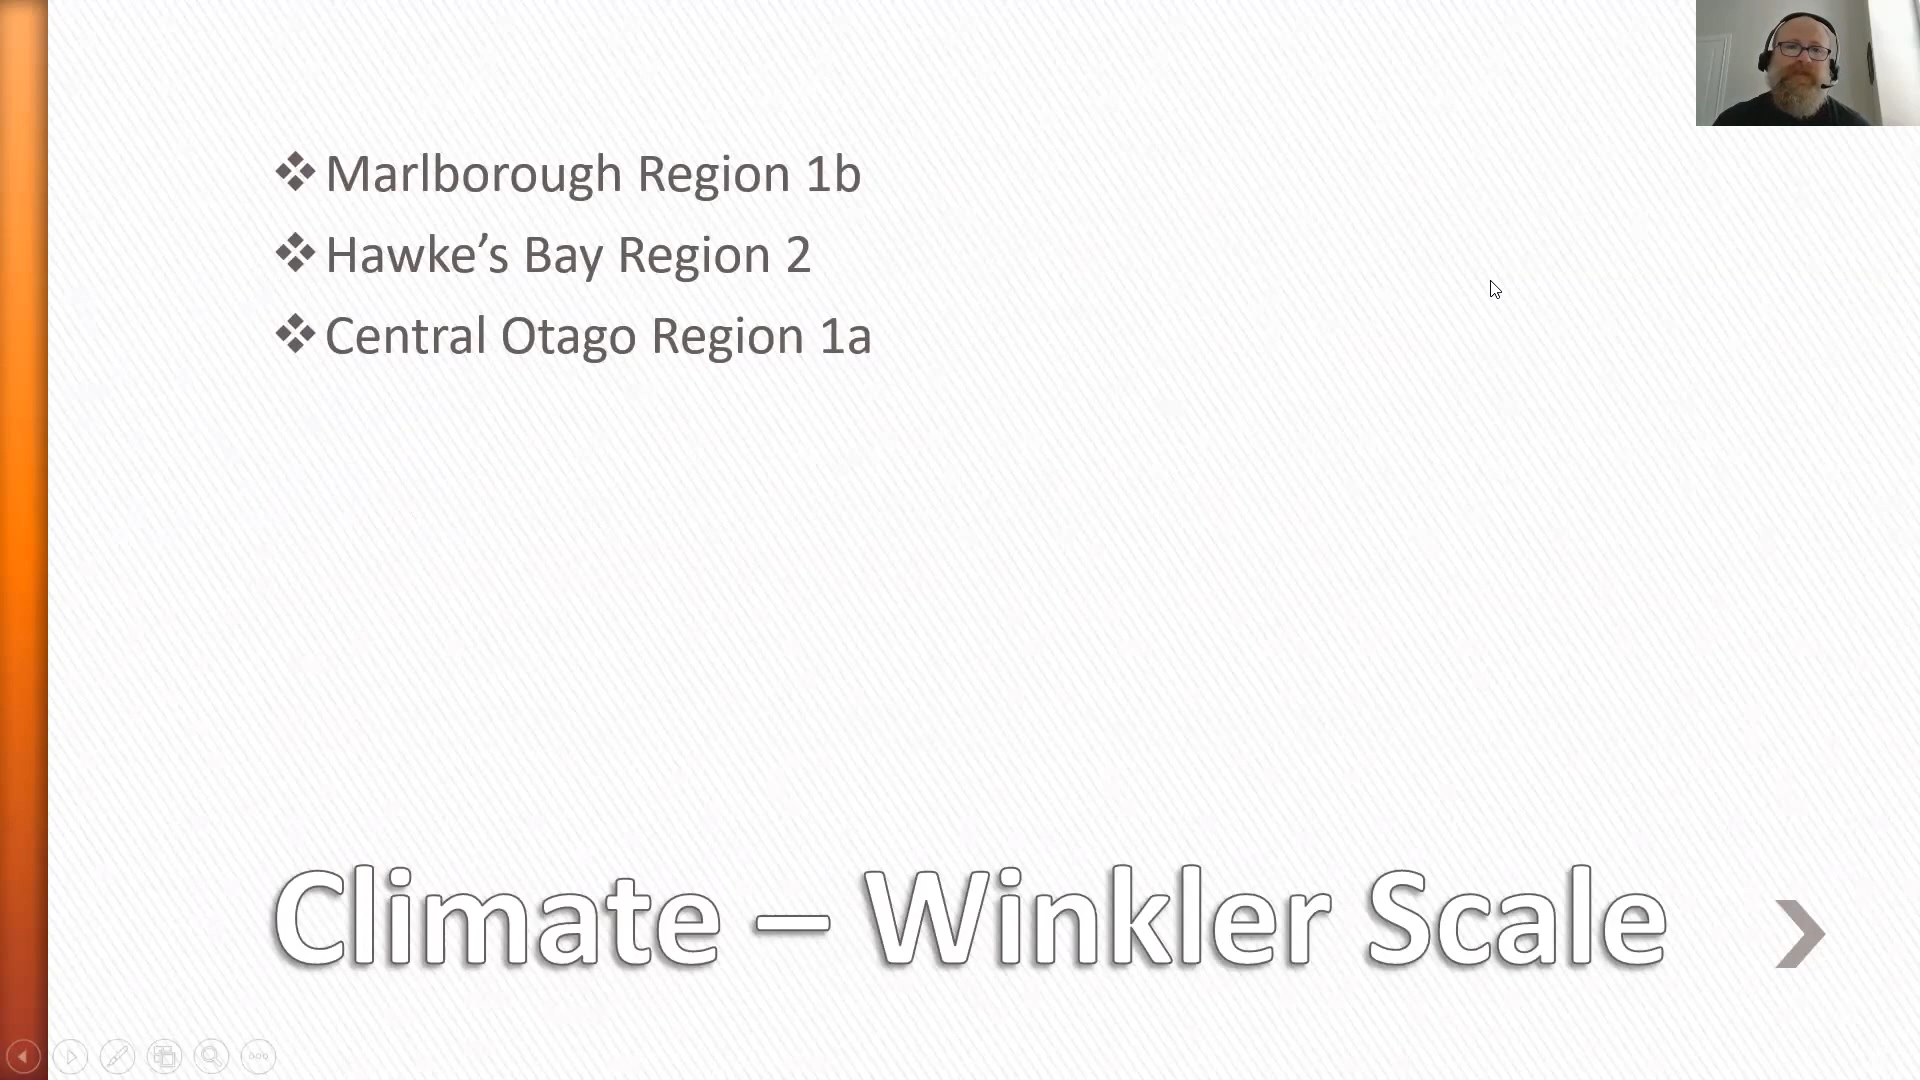 Marlborough Region 1b
Hawke’s Bay Region 2
Central Otago Region 1a
Climate – Winkler Scale